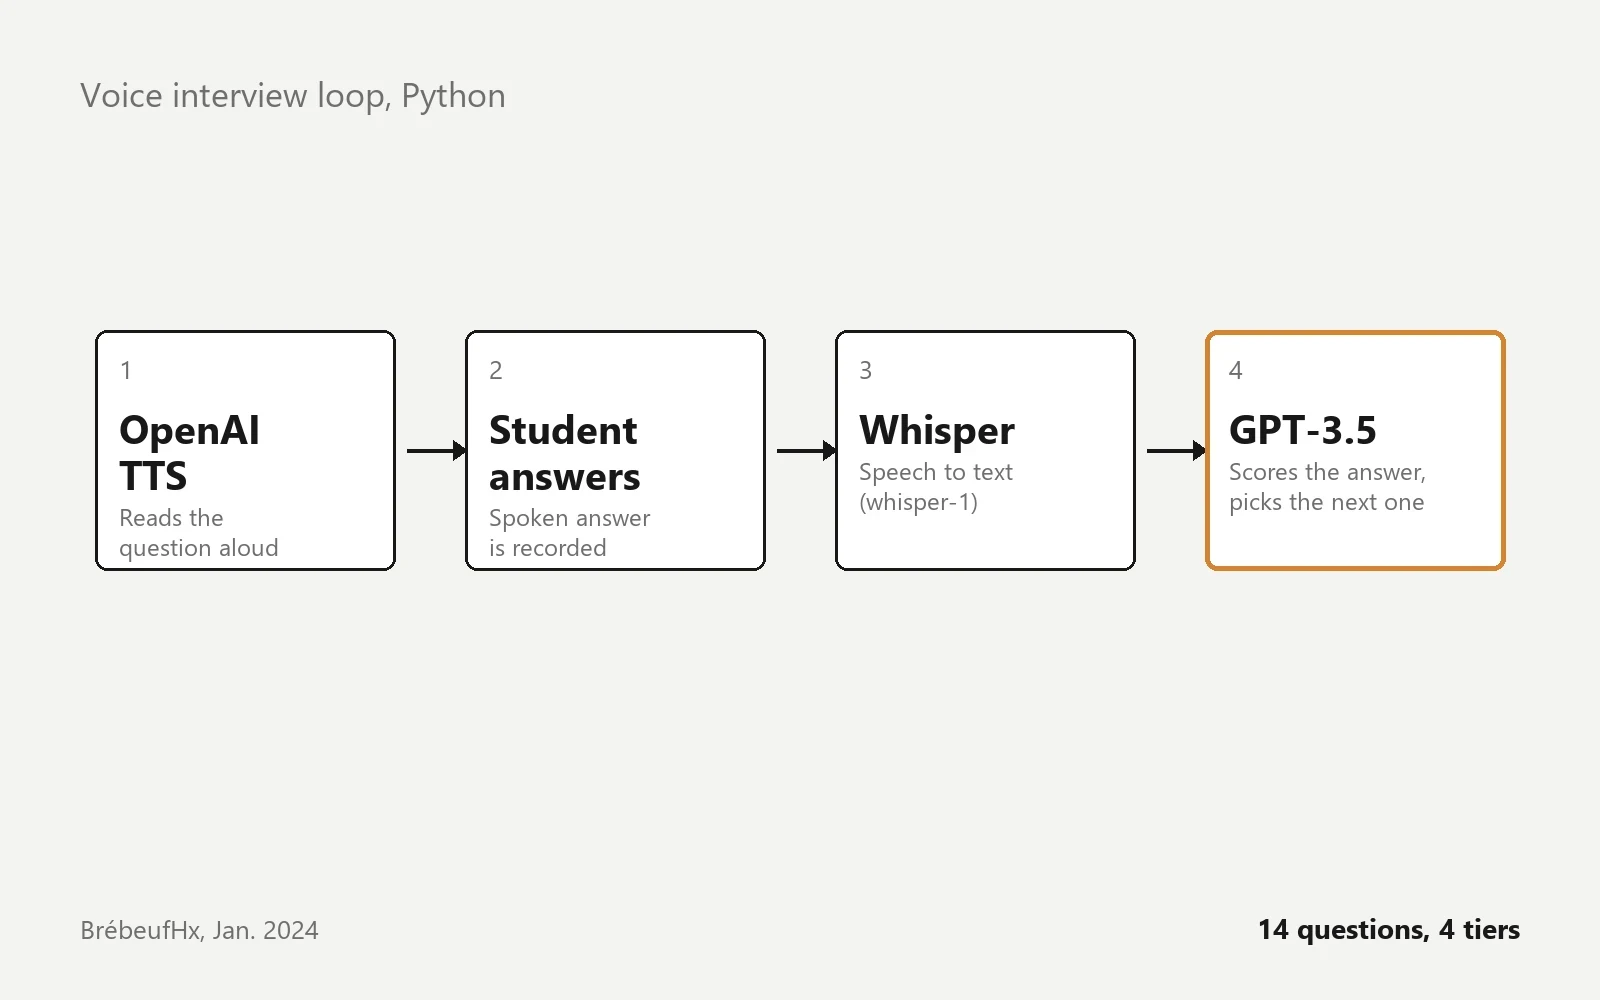 Voice interview loop, Python
1
OpenAI
TTS
Reads the
question aloud
2
Student
answers
Spoken answer
is recorded
3
Whisper
Speech to text
(whisper-1)
4
GPT-3.5
Scores the answer,
picks the next one
BrébeufHx, Jan. 2024
14 questions, 4 tiers